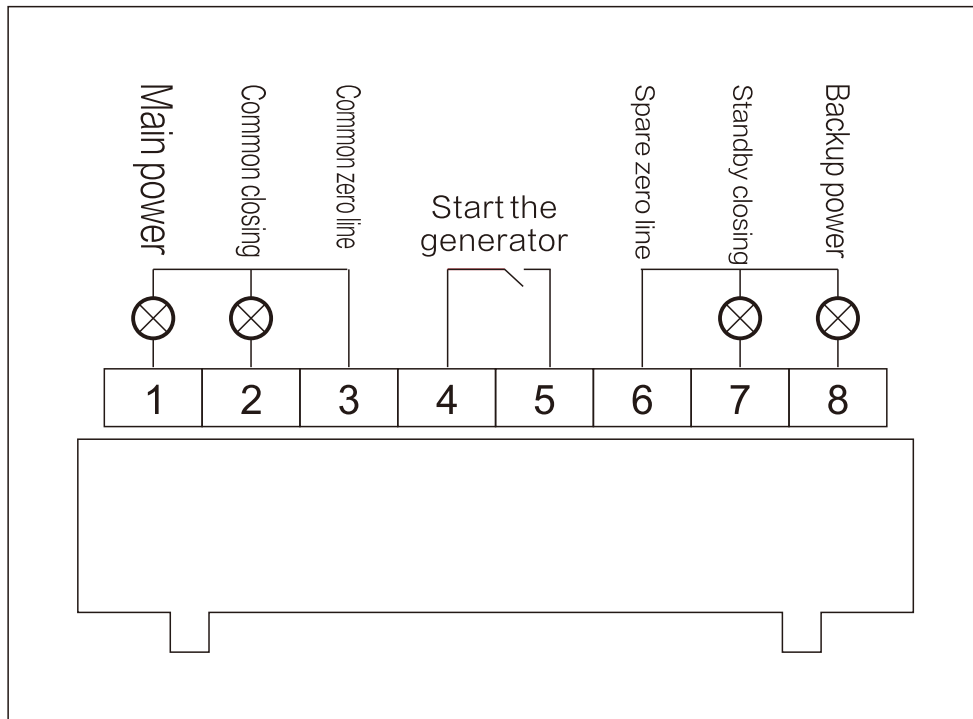 Main power
Common closing
Common zero line
Start the
generator
Spare zero line
Standby closing
Backup power
1 2 3 4 5 6 7 8